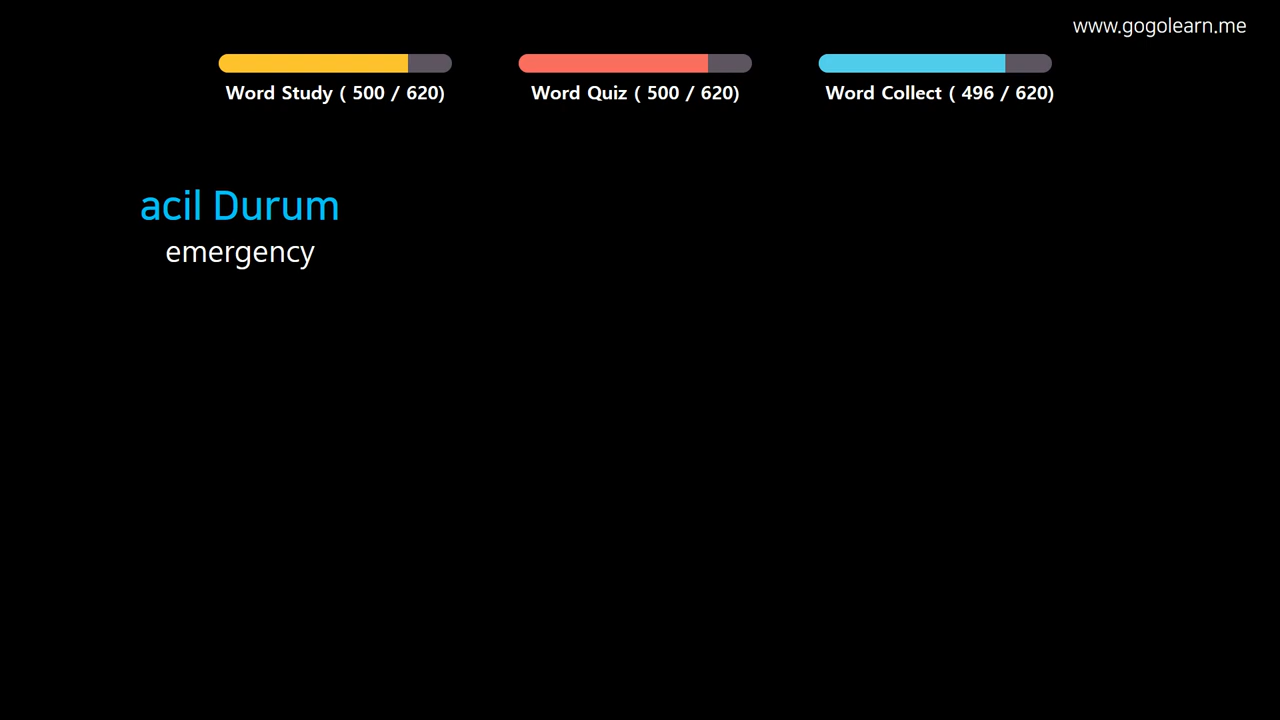 www.gogolearn.me
Word Study ( 500 / 620)
Word Quiz ( 500 / 620)
Word Collect ( 496 / 620)
acil Durum
emergency